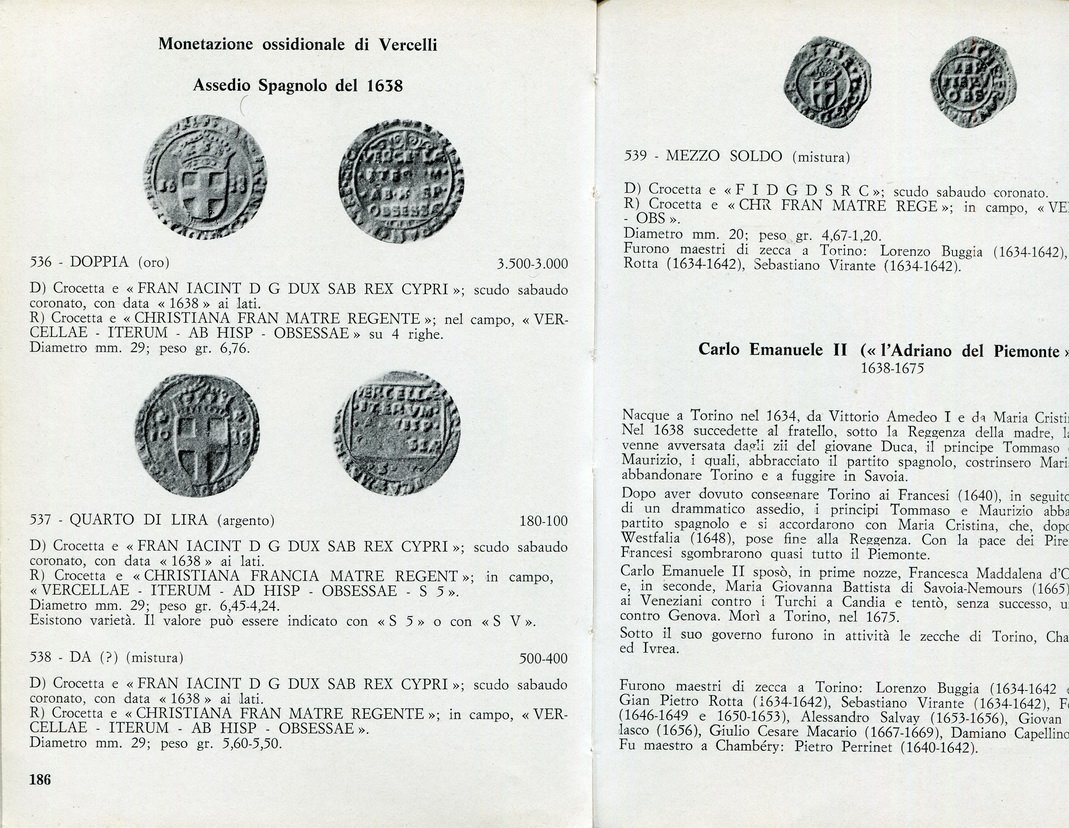 Monetazione ossidionale di Vercelli
Assedio Spagnolo del 1638
536 - DOPPIA (oro) 3.500-3.000
D) Crocetta e « FRAN IACINT D G DUX SAB REX CYPRI »; scudo sabaudo
coronato, con data « 1638 » ai lati.
R) Crocetta e « CHRISTIANA FRAN MATRE REGENTE »; nel campo, « VER-
CELLAE - ITERUM - AB HISP - OBSESSAE » su 4 righe.
Diametro mm. 29; peso gr. 6,76.
537 - QUARTO DI LIRA (argento) 180-100
D) Crocetta e « FRAN IACINT D G DUX SAB REX CYPRI »; scudo sabaudo
coronato, con data « 1638 » ai lati.
R) Crocetta e « CHRISTIANA FRANCIA MATRE REGENT »; in campo,
« VERCELLAE - ITERUM - AD HISP - OBSESSAE - S 5 ».
Diametro mm. 29; peso gr. 6,45-4,24.
Esistono varietà. Il valore può essere indicato con « S 5 » o con « S V ».
538 - DA (?) (mistura) 500-400
D) Crocetta e « FRAN IACINT D G DUX SAB REX CYPRI »; scudo sabaudo
coronato, con data « 1638 » ai lati.
R) Crocetta e « CHRISTIANA FRAN MATRE REGENTE »; in campo, « VER-
CELLAE - ITERUM - AB HISP - OBSESSAE ».
Diametro mm. 29; peso gr. 5,60-5,50.
186
539 - MEZZO SOLDO (mistura)
D) Crocetta e « F I D G D S R C »; scudo sabaudo coronato.
R) Crocetta e « CHR FRAN MATRE REGE »; in campo, « VE
- OBS ».
Diametro mm. 20; peso gr. 4,67-1,20.
Furono maestri di zecca a Torino: Lorenzo Buggia (1634-1642),
Rotta (1634-1642), Sebastiano Virante (1634-1642).
Carlo Emanuele II (« l'Adriano del Piemonte »
1638-1675
Nacque a Torino nel 1634, da Vittorio Amedeo I e da Maria Cristi
Nel 1638 succedette al fratello, sotto la Reggenza della madre, l
venne avversata dagli zii del giovane Duca, il principe Tommaso
Maurizio, i quali, abbracciato il partito spagnolo, costrinsero Mari
abbandonare Torino e a fuggire in Savoia.
Dopo aver dovuto consegnare Torino ai Francesi (1640), in seguito
di un drammatico assedio, i principi Tommaso e Maurizio abba
partito spagnolo e si accordarono con Maria Cristina, che, dopo
Westfalia (1648), pose fine alla Reggenza. Con la pace dei Pire
Francesi sgombrarono quasi tutto il Piemonte.
Carlo Emanuele II sposò, in prime nozze, Francesca Maddalena d'O
e, in seconde, Maria Giovanna Battista di Savoia-Nemours (1665)
ai Veneziani contro i Turchi a Candia e tentò, senza successo, u
contro Genova. Morì a Torino, nel 1675.
Sotto il suo governo furono in attività le zecche di Torino, Cha
ed Ivrea.
Furono maestri di zecca a Torino: Lorenzo Buggia (1634-1642
Gian Pietro Rotta (1634-1642), Sebastiano Virante (1634-1642), F
(1646-1649 e 1650-1653), Alessandro Salvay (1653-1656), Giovan
lasco (1656), Giulio Cesare Macario (1667-1669), Damiano Capellino
Fu maestro a Chambéry: Pietro Perrinet (1640-1642).